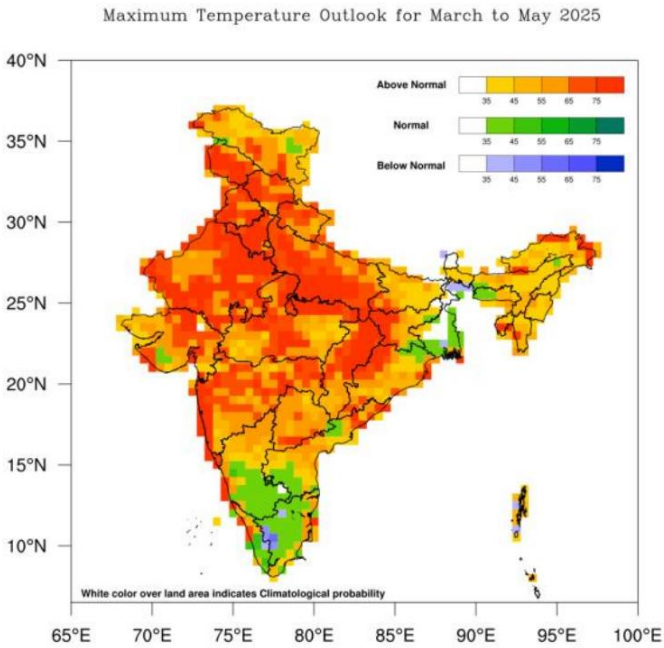 Maximum Temperature Outlook for March to May 2025
40°N
35°N
30°N
25°N
20°N
15°N
10°N
Above Normal
35 45 55 65 75
Normal
35 45 55 65 75
Below Normal
35 45 55 65 75
White color over land area indicates Climatological probability
65°E 70°E 75°E 80°E 85°E 90°E 95°E 100°E